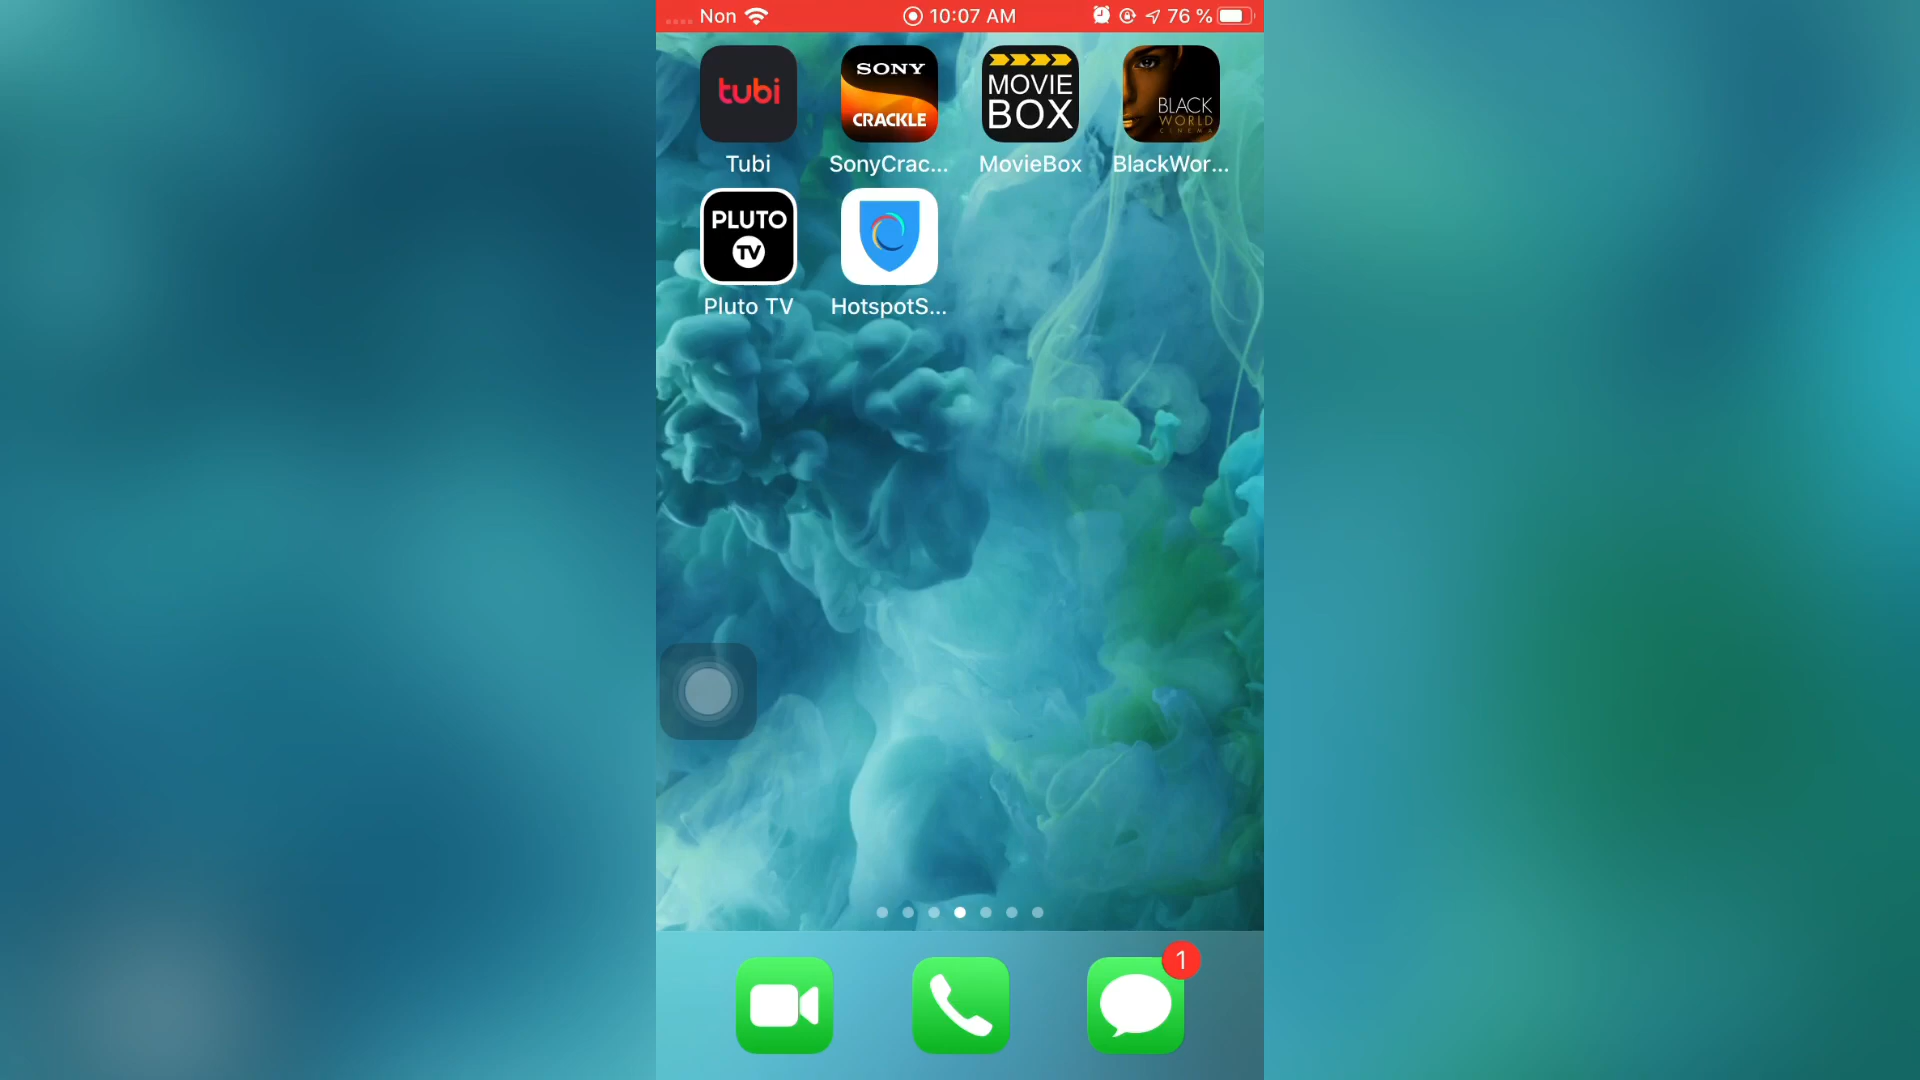 Non 10:07 AM 76 %
tubi
SONY
CRACKLE
MOVIE
BOX
BLACK
WORLD
CINEMA
Tubi SonyCrac... MovieBox BlackWor...
PLUTO
TV
Pluto TV HotspotS...
1